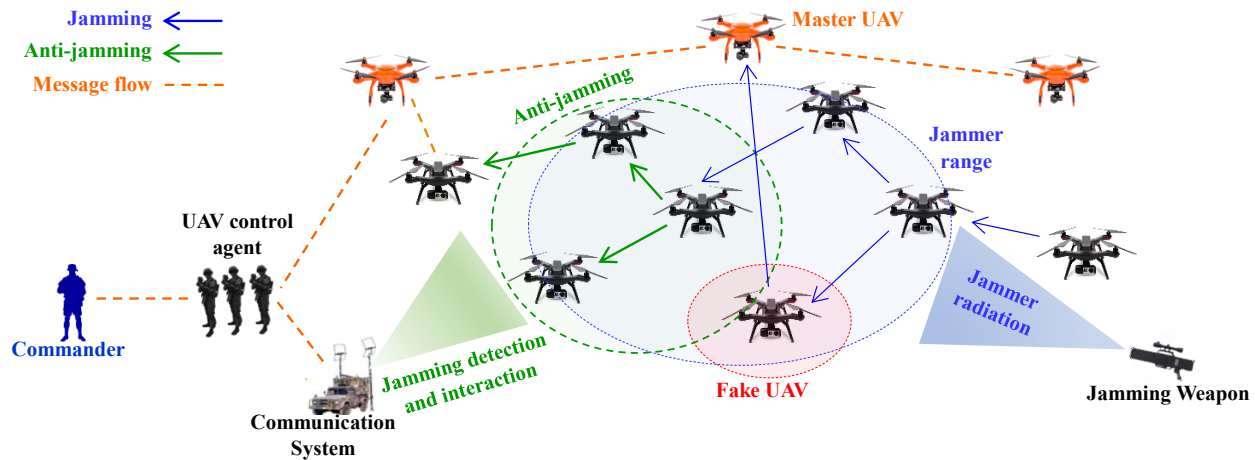 Jamming
Anti-jamming
Message flow
Master UAV
Anti-jamming
Jammer
range
UAV control
agent
Commander
Jammer
radiation
Jamming detection
and interaction
Fake UAV
Communication
System
Jamming Weapon